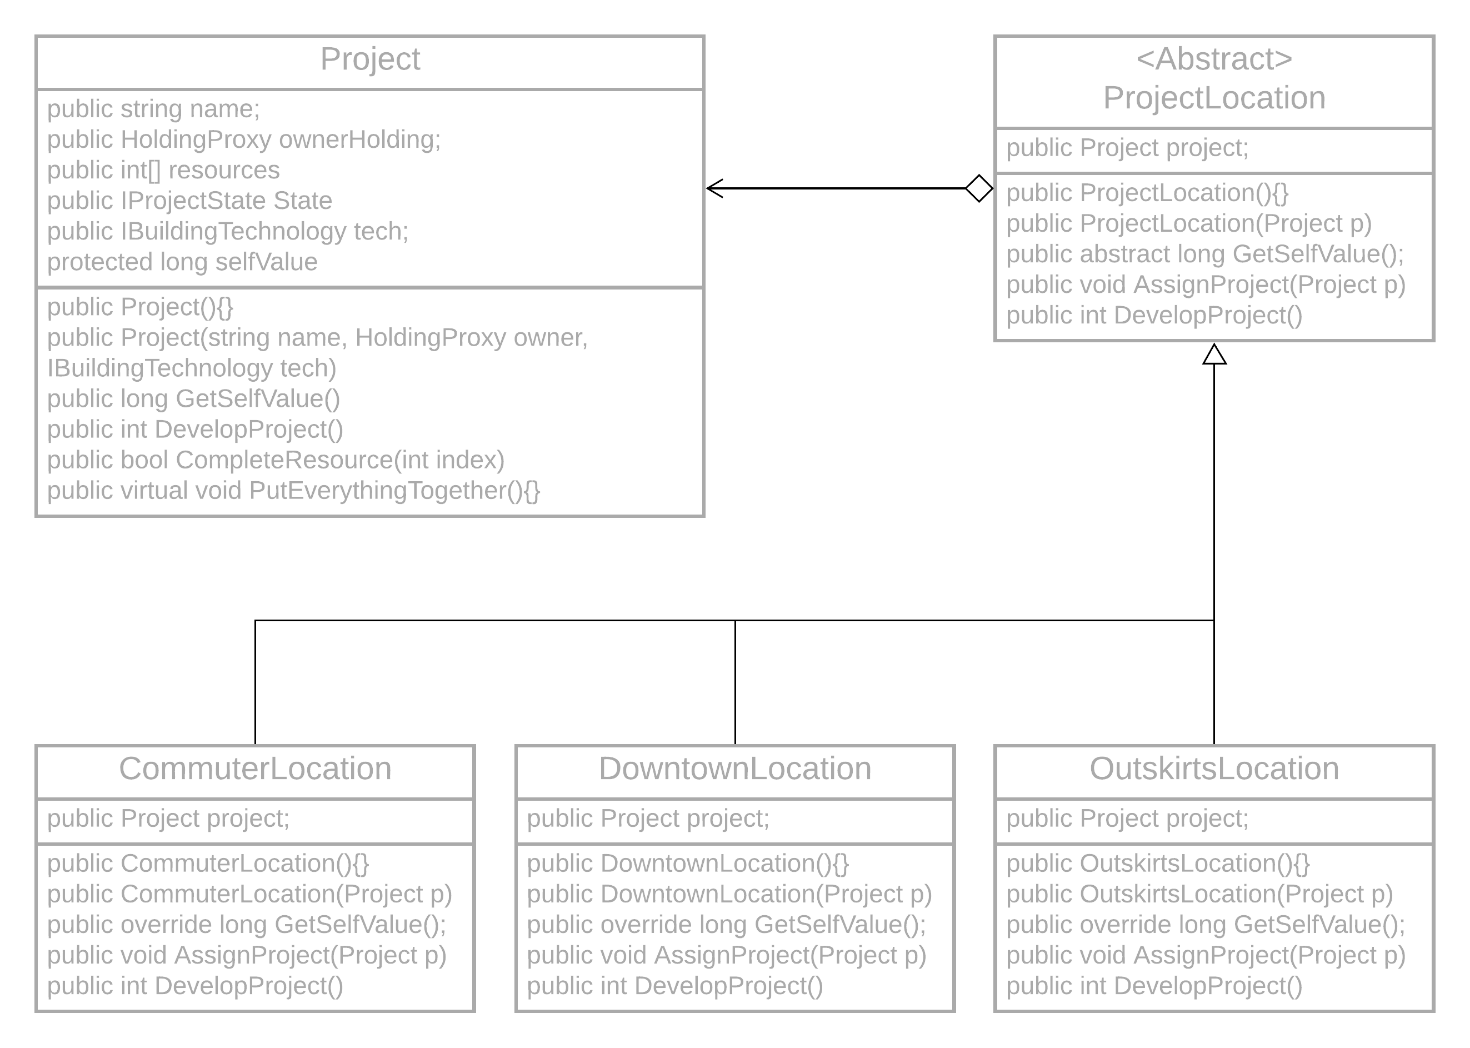 Project
public string name;
public HoldingProxy ownerHolding;
public int[] resources
public IProjectState State
public IBuildingTechnology tech;
protected long selfValue
public Project(){}
public Project(string name, HoldingProxy owner,
IBuildingTechnology tech)
public long GetSelfValue()
public int DevelopProject()
public bool CompleteResource(int index)
public virtual void PutEverythingTogether(){}
<Abstract>
ProjectLocation
public Project project;
public ProjectLocation(){}
public ProjectLocation(Project p)
public abstract long GetSelfValue();
public void AssignProject(Project p)
public int DevelopProject()
CommuterLocation
public Project project;
public CommuterLocation(){}
public CommuterLocation(Project p)
public override long GetSelfValue();
public void AssignProject(Project p)
public int DevelopProject()
DowntownLocation
public Project project;
public DowntownLocation(){}
public DowntownLocation(Project p)
public override long GetSelfValue();
public void AssignProject(Project p)
public int DevelopProject()
OutskirtsLocation
public Project project;
public OutskirtsLocation(){}
public OutskirtsLocation(Project p)
public override long GetSelfValue();
public void AssignProject(Project p)
public int DevelopProject()